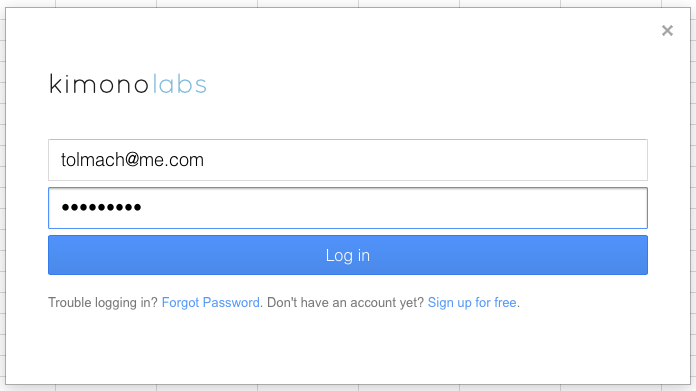 kimonolabs
tolmach@me.com
•••••••••
Log in
Trouble logging in? Forgot Password. Don't have an account yet? Sign up for free.